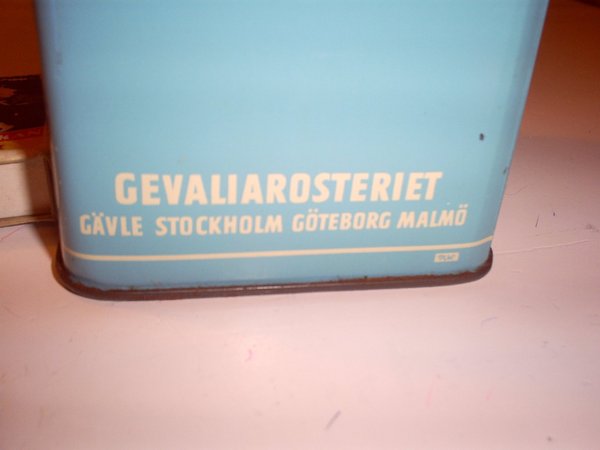 GEVALIAROSTERIET
GÄVLE STOCKHOLM GÖTEBORG MALMÖ